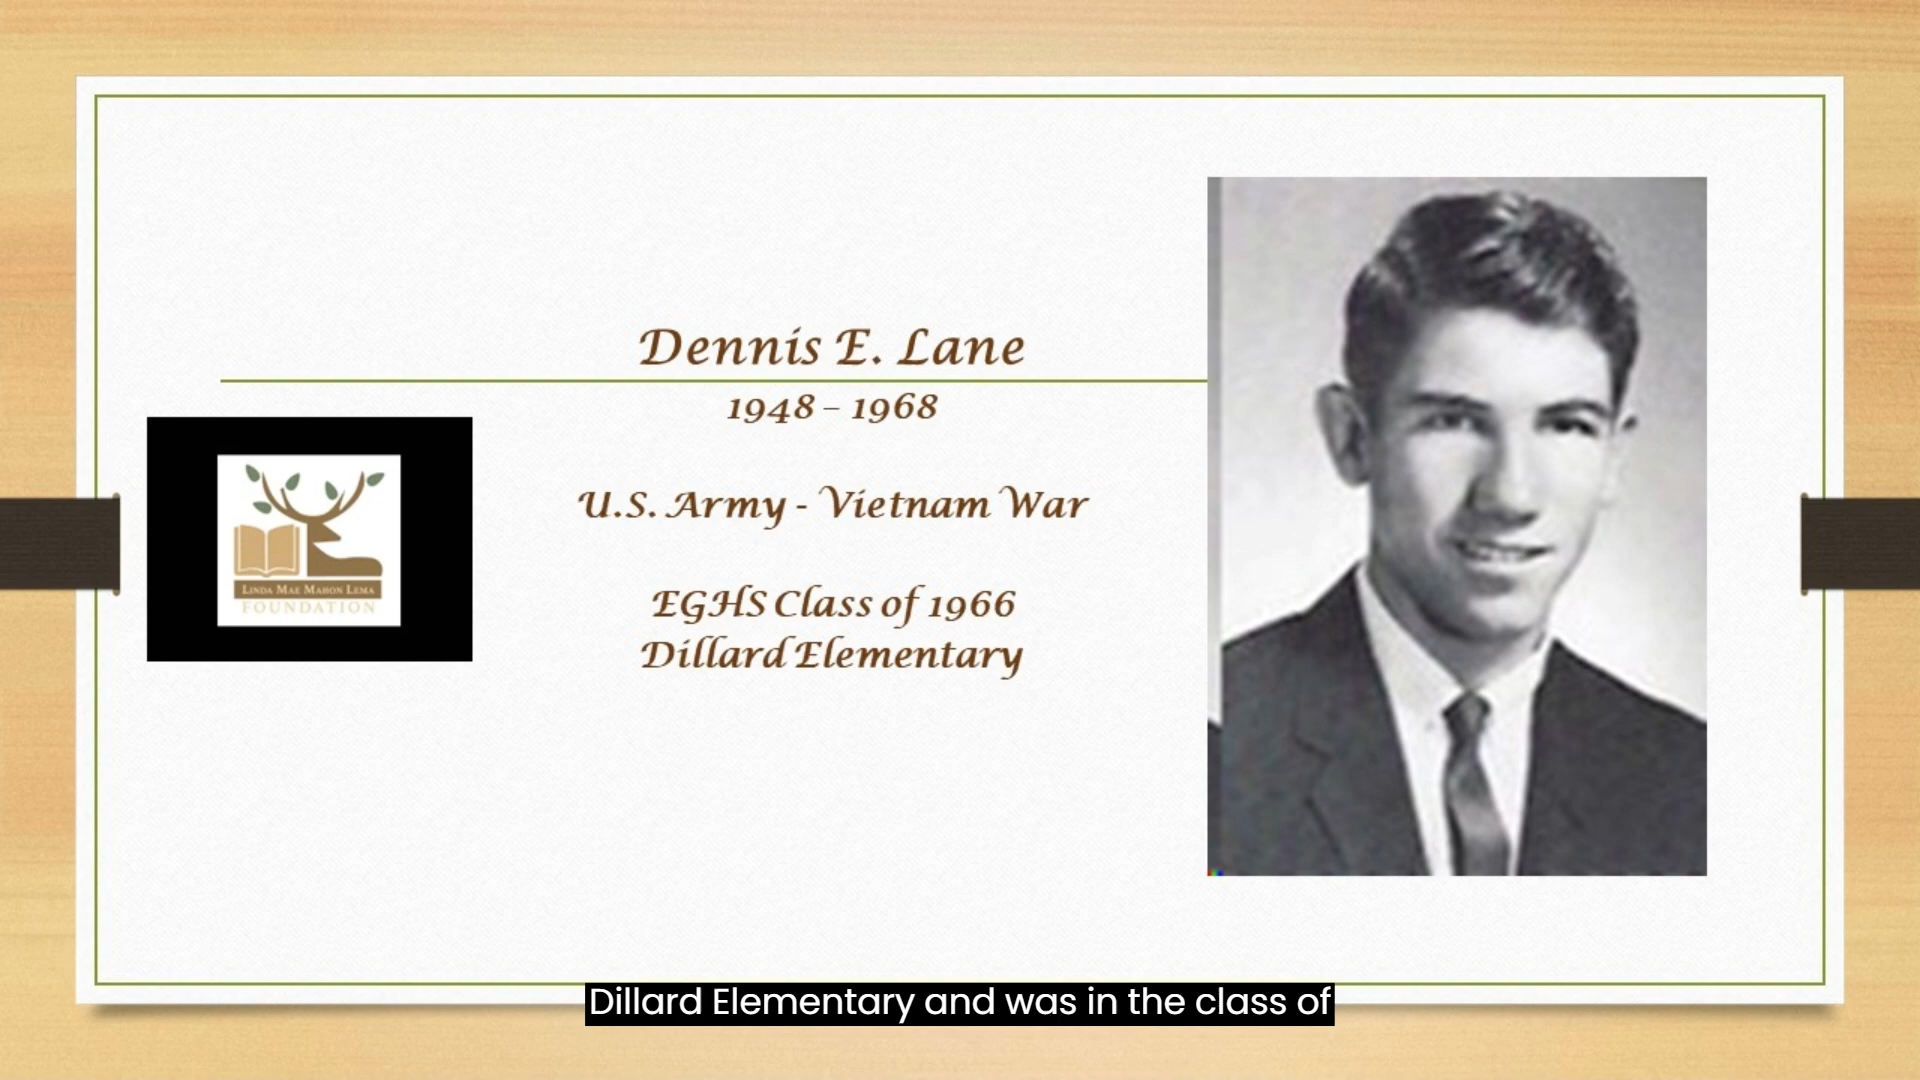 Dennis E. Lane
1948 – 1968
U.S. Army - Vietnam War
EGHS Class of 1966
Dillard Elementary
LINDA MAE MAHON LEMA
FOUNDATION
Dillard Elementary and was in the class of